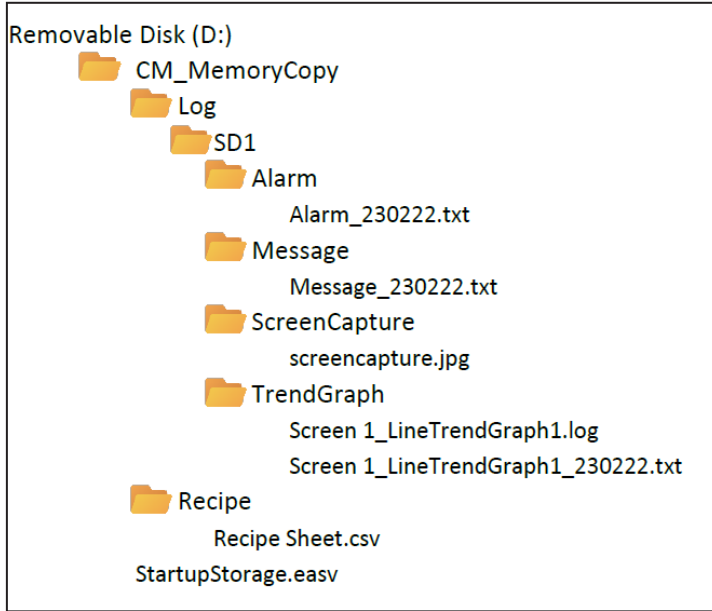 Removable Disk (D:)
CM_MemoryCopy
Log
SD1
Alarm
Alarm_230222.txt
Message
Message_230222.txt
ScreenCapture
screencapture.jpg
TrendGraph
Screen 1_LineTrendGraph1.log
Screen 1_LineTrendGraph1_230222.txt
Recipe
Recipe Sheet.csv
StartupStorage.easv